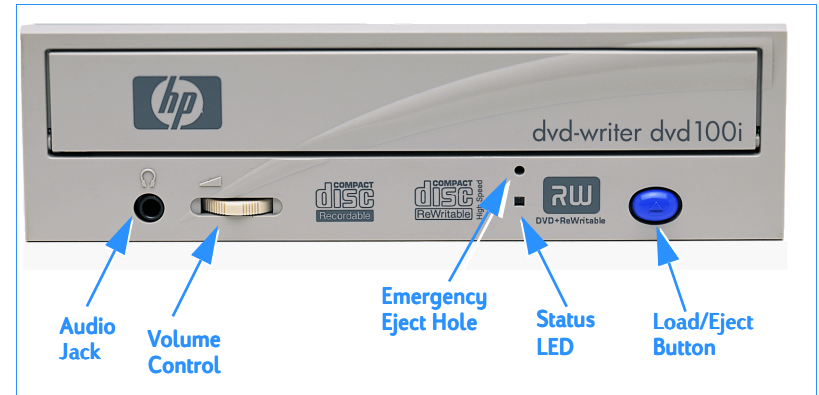 hp
dvd-writer dvd100i
COMPACT
disc
Recordable
COMPACT
disc
ReWritable
High Speed
RW
DVD+ReWritable
Audio
Jack
Volume
Control
Emergency
Eject Hole
Status
LED
Load/Eject
Button